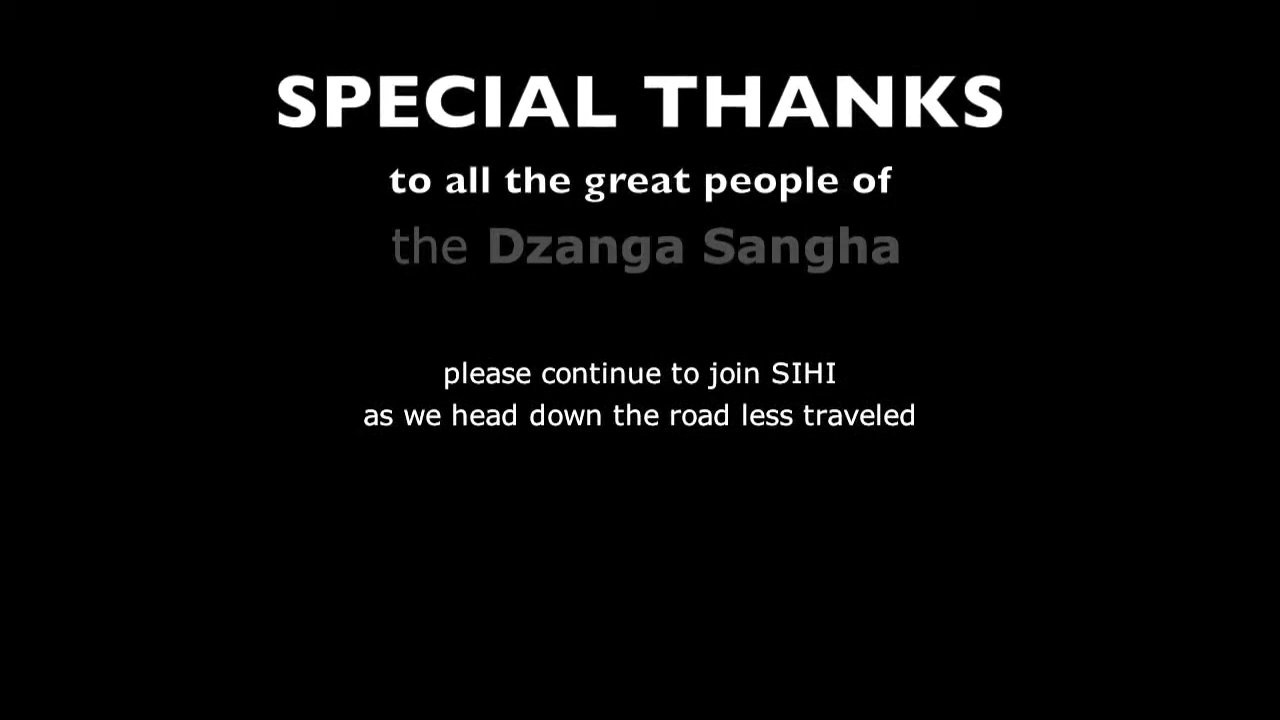 SPECIAL THANKS
to all the great people of
the Dzanga Sangha
please continue to join SIHI
as we head down the road less traveled